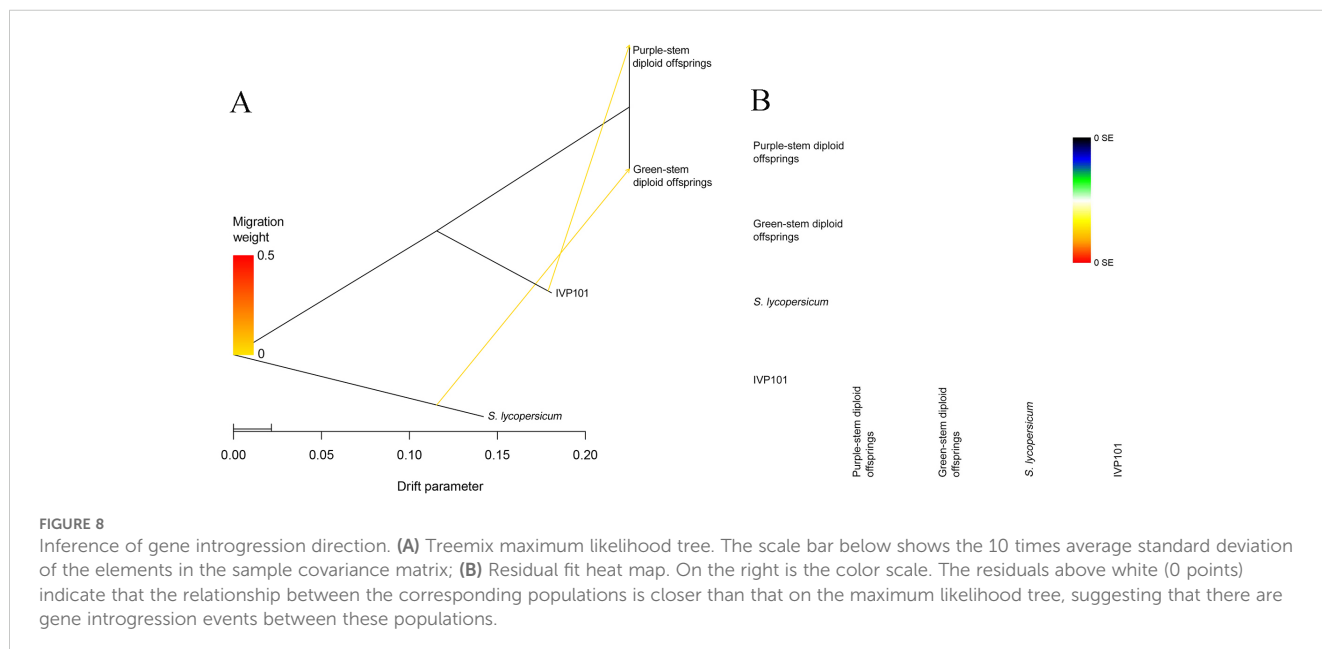 A
Purple-stem
diploid offsprings
Green-stem
diploid offsprings
Migration
weight
0.5
0
IVP101
S. lycopersicum
0.00 0.05 0.10 0.15 0.20
Drift parameter
B
Purple-stem diploid
offsprings
Green-stem diploid
offsprings
S. lycopersicum
IVP101
0 SE
0 SE
Purple-stem diploid
offsprings
Green-stem diploid
offsprings
S. lycopersicum
IVP101
FIGURE 8
Inference of gene introgression direction. (A) Treemix maximum likelihood tree. The scale bar below shows the 10 times average standard deviation
of the elements in the sample covariance matrix; (B) Residual fit heat map. On the right is the color scale. The residuals above white (0 points)
indicate that the relationship between the corresponding populations is closer than that on the maximum likelihood tree, suggesting that there are
gene introgression events between these populations.